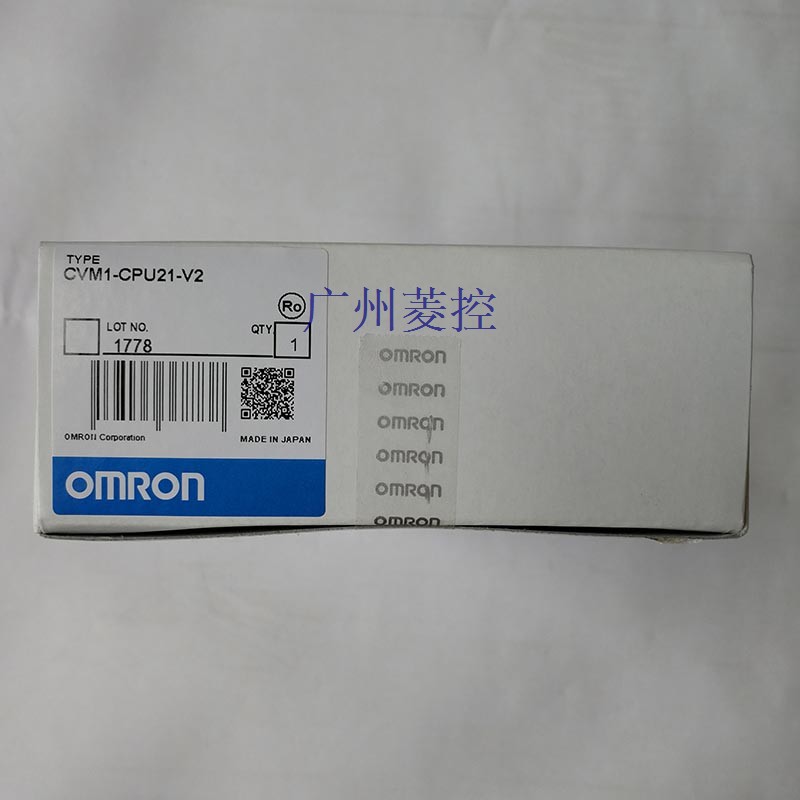 TYPE
CVM1-CPU21-V2
Ro
广州菱控
LOT NO.
1778
QTY.
1
OMRON Corporation
MADE IN JAPAN
OMRON
OMRON
OMRON
OMRON
OMRON
OMRON
OMRON